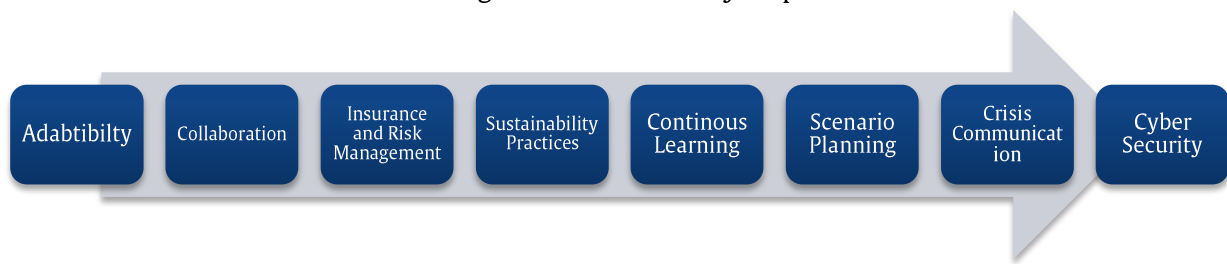 Adabtibilty
Collaboration
Insurance
and Risk
Management
Sustainability
Practices
Continous
Learning
Scenario
Planning
Crisis
Communicat
ion
Cyber
Security